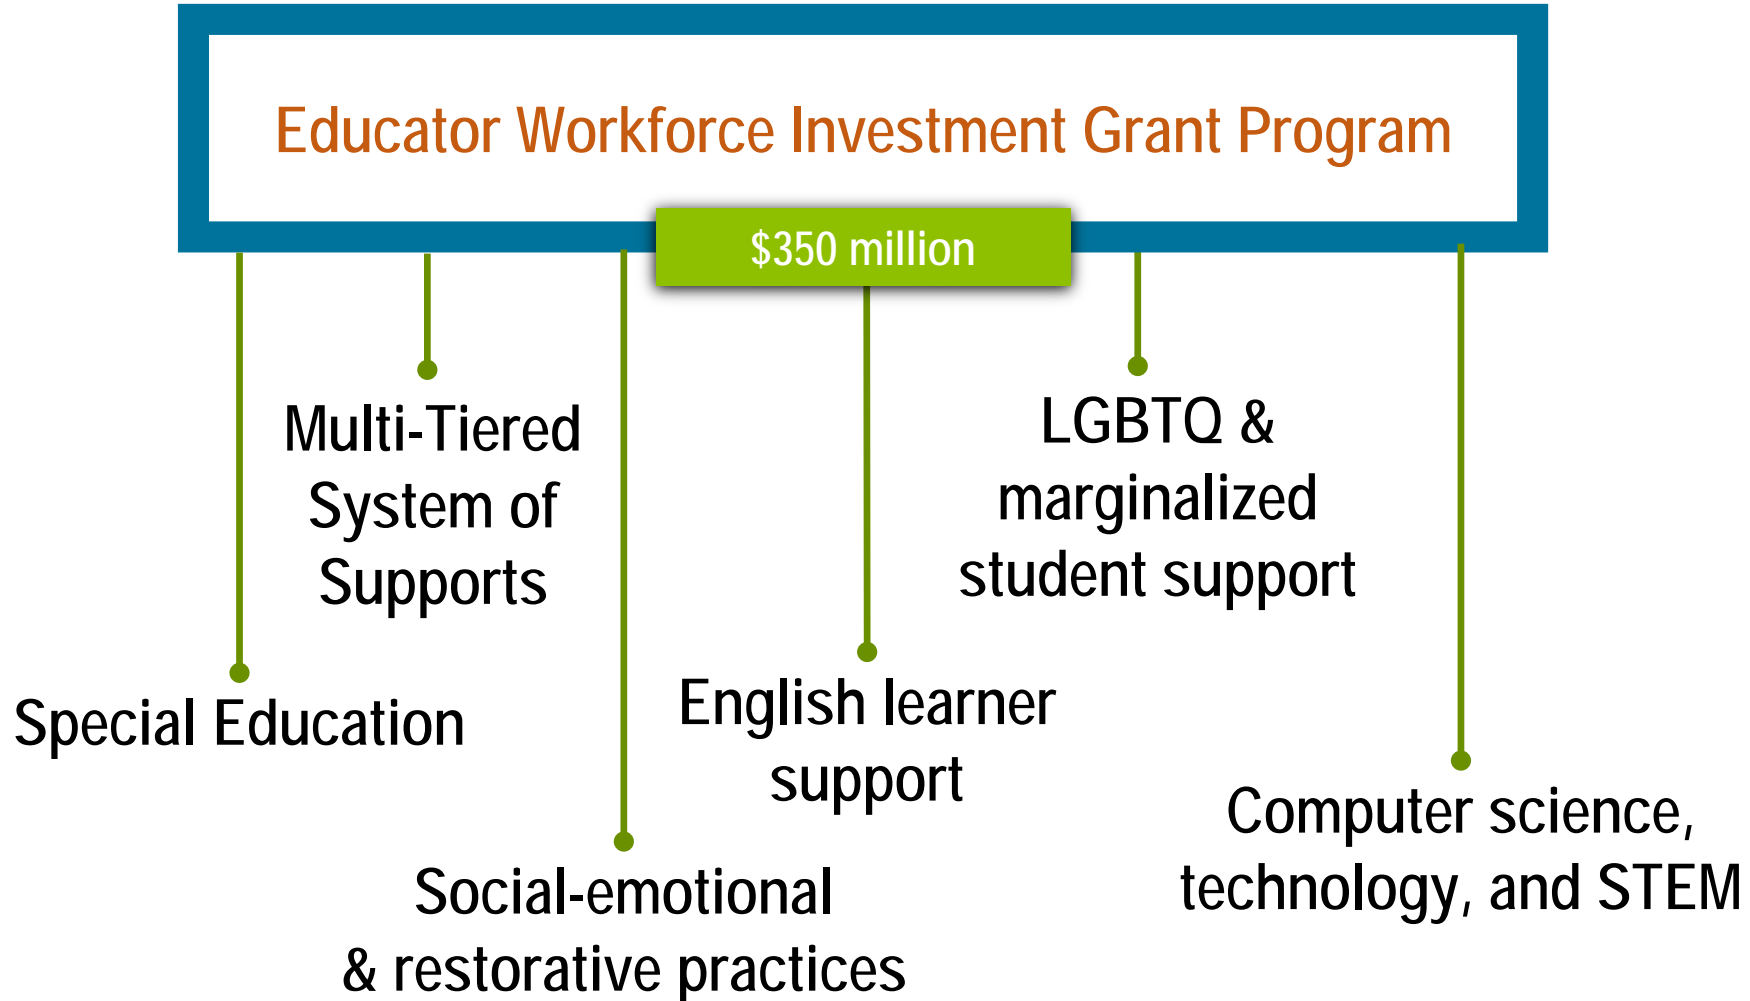 Educator Workforce Investment Grant Program
$350 million
Multi-Tiered
System of
Supports
LGBTQ &
marginalized
student support
Special Education
English learner
support
Computer science,
technology, and STEM
Social-emotional
& restorative practices